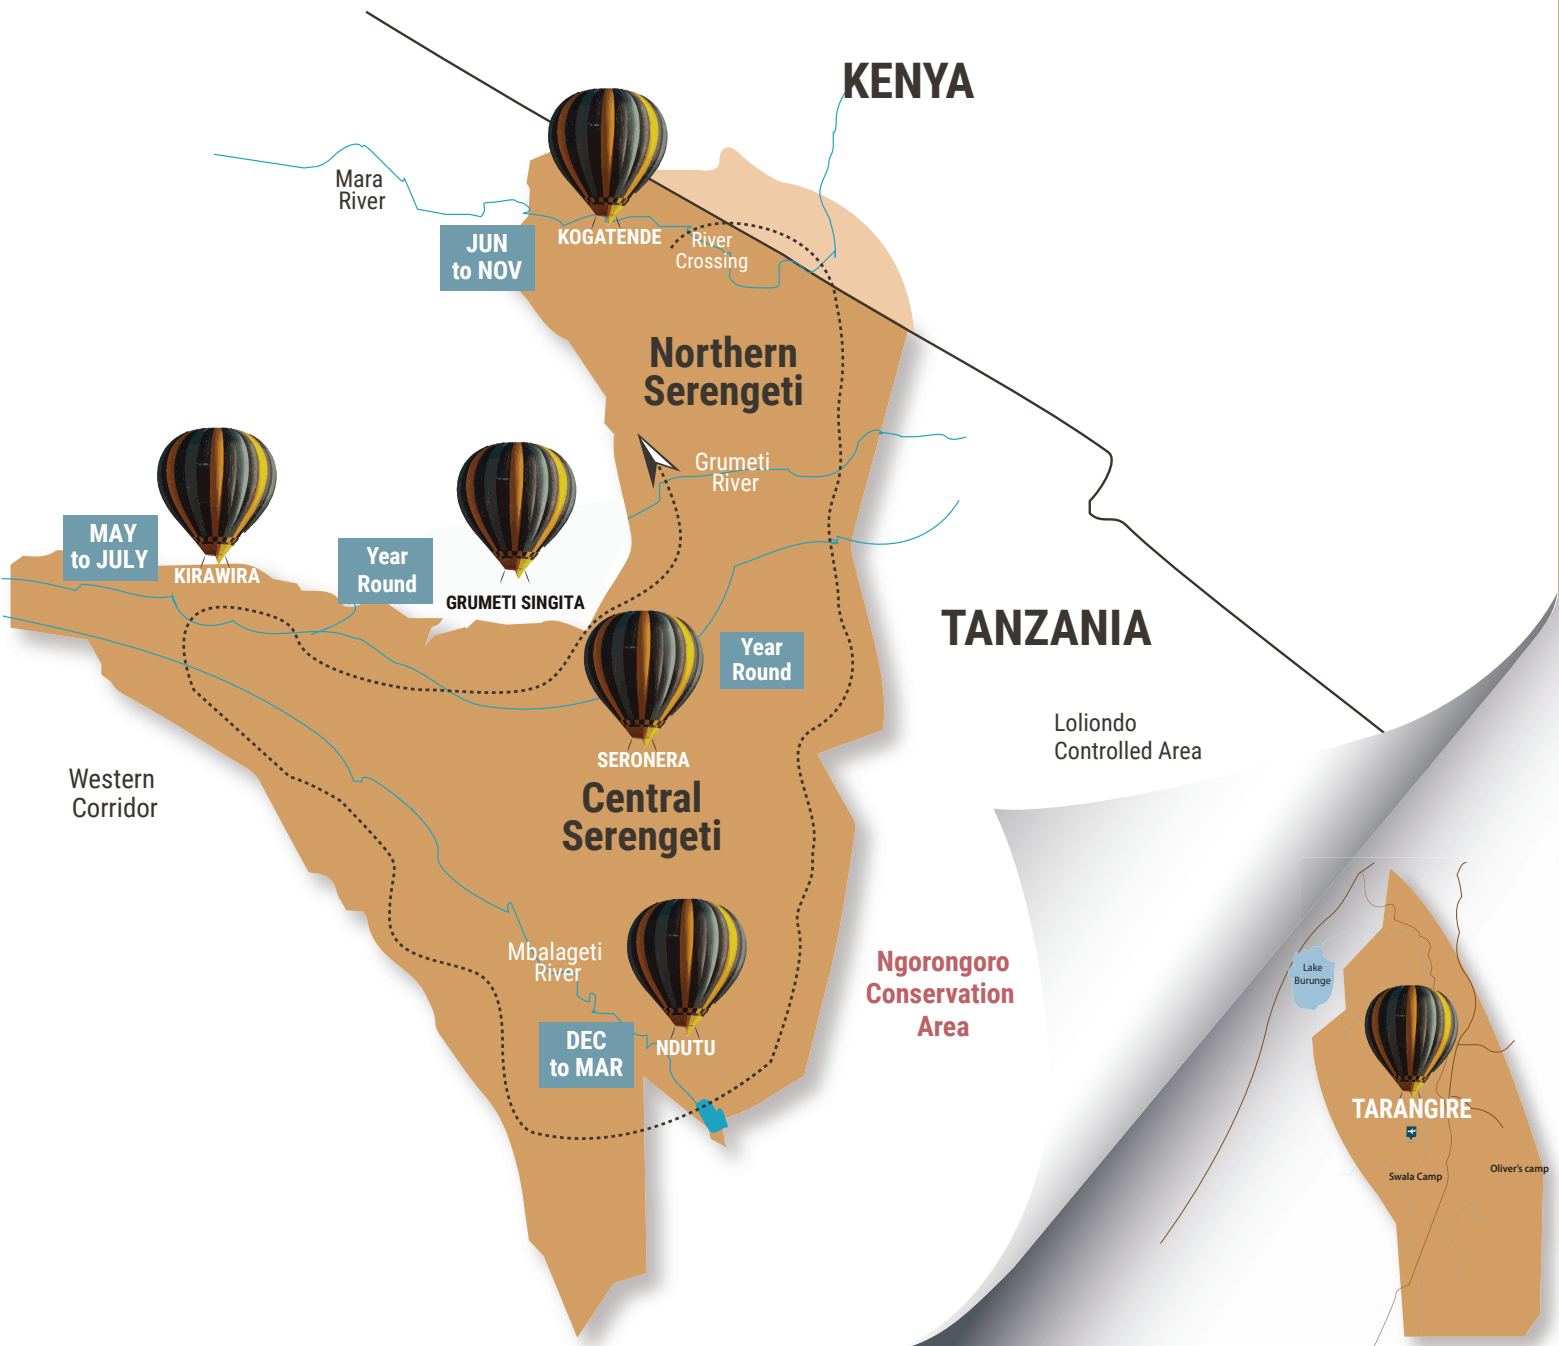 KENYA
Mara
River
JUN
to NOV
KOGATENDE
River
Crossing
Northern
Serengeti
Grumeti
River
MAY
to JULY
KIRAWIRA
Year
Round
GRUMETI SINGITA
TANZANIA
Year
Round
Loliondo
Controlled Area
SERONERA
Central
Serengeti
Western
Corridor
Mbalageti
River
Ngorongoro
Conservation
Area
DEC
to MAR
NDUTU
Lake
Burunge
TARANGIRE
Swala Camp
Oliver's camp